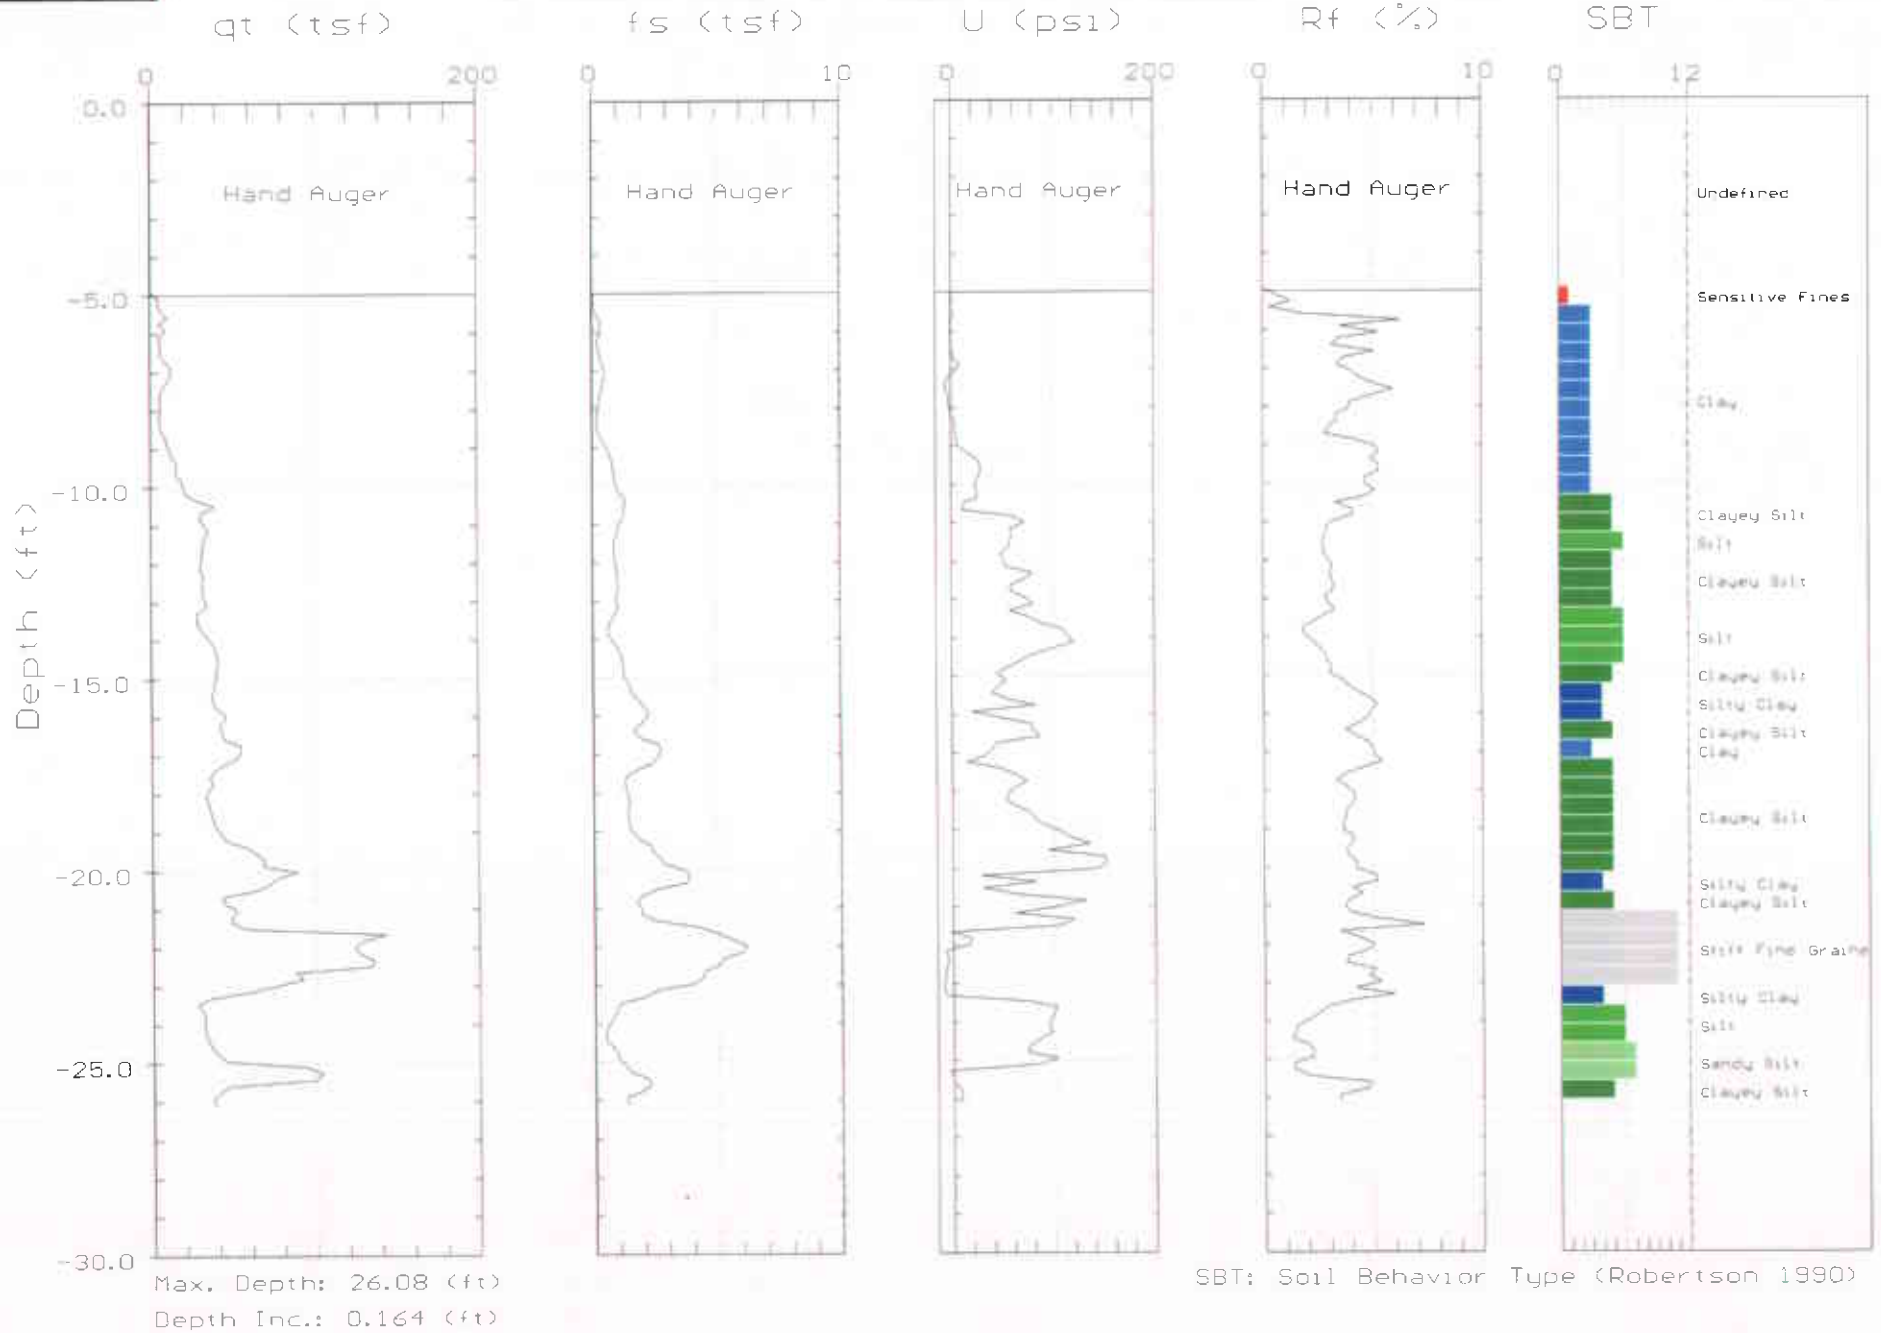 qt (tsf)
fs (tsf)
U (psi)
Rf (%)
SBT
0 200
0 10
0 200
0 10
0 12
0.0
Hand Auger
Hand Auger
Hand Auger
Hand Auger
Undefined
-5.0
Sensitive Fines
Clay
-10.0
Clayey Silt
Silt
Clayey Silt
Depth (ft)
Silt
Clayey Silt
-15.0
Silty Clay
Clayey Silt
Clay
Clayey Silt
-20.0
Silty Clay
Clayey Silt
Stiff Fine Graine
Silty Clay
Silt
-25.0
Sandy Silt
Clayey Silt
-30.0
Max. Depth: 26.08 (ft)
Depth Inc.: 0.164 (ft)
SBT: Soil Behavior Type (Robertson 1990)